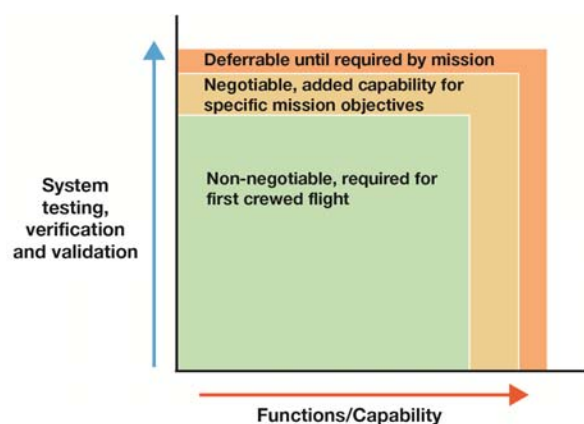 Deferrable until required by mission
Negotiable, added capability for
specific mission objectives
Non-negotiable, required for
first crewed flight
System
testing,
verification
and validation
Functions/Capability